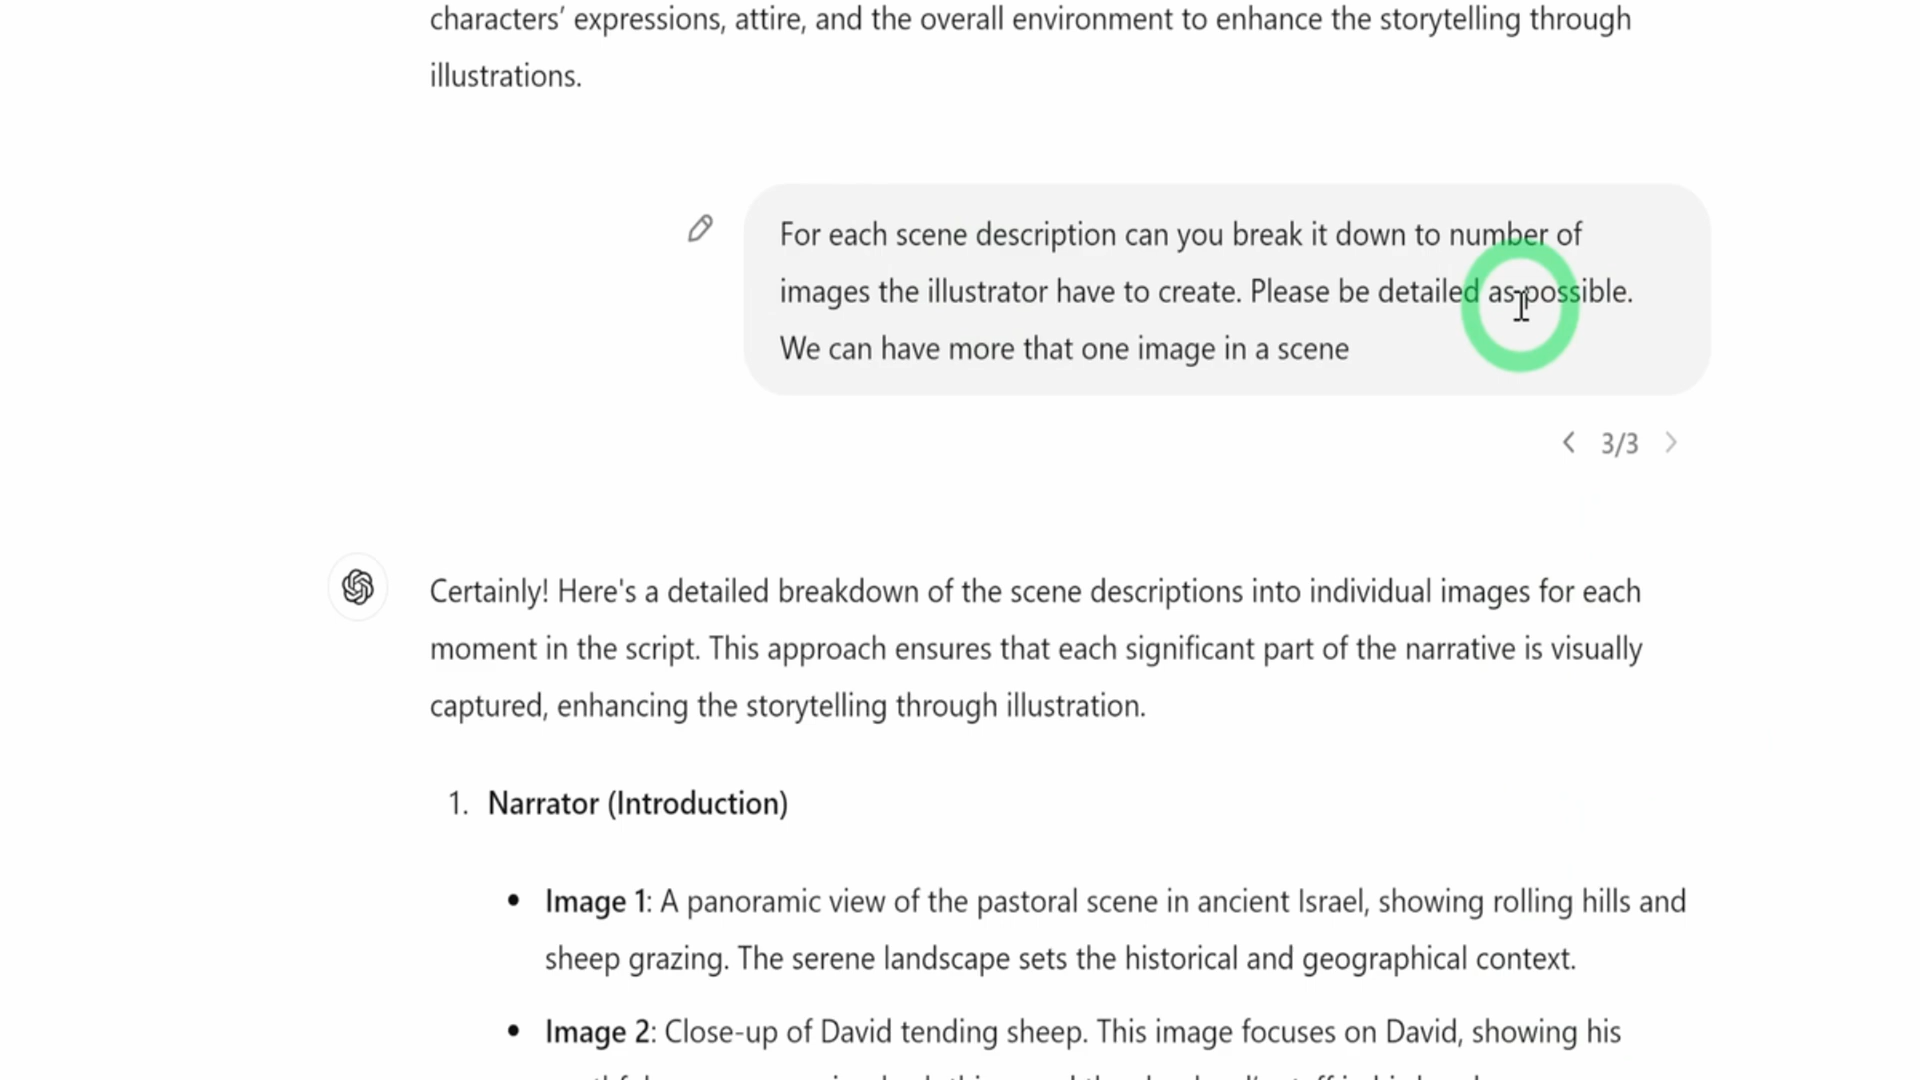 characters’ expressions, attire, and the overall environment to enhance the storytelling through
illustrations.
For each scene description can you break it down to number of
images the illustrator have to create. Please be detailed as possible.
We can have more that one image in a scene
3/3
Certainly! Here's a detailed breakdown of the scene descriptions into individual images for each
moment in the script. This approach ensures that each significant part of the narrative is visually
captured, enhancing the storytelling through illustration.
1. Narrator (Introduction)
• Image 1: A panoramic view of the pastoral scene in ancient Israel, showing rolling hills and
sheep grazing. The serene landscape sets the historical and geographical context.
• Image 2: Close-up of David tending sheep. This image focuses on David, showing his